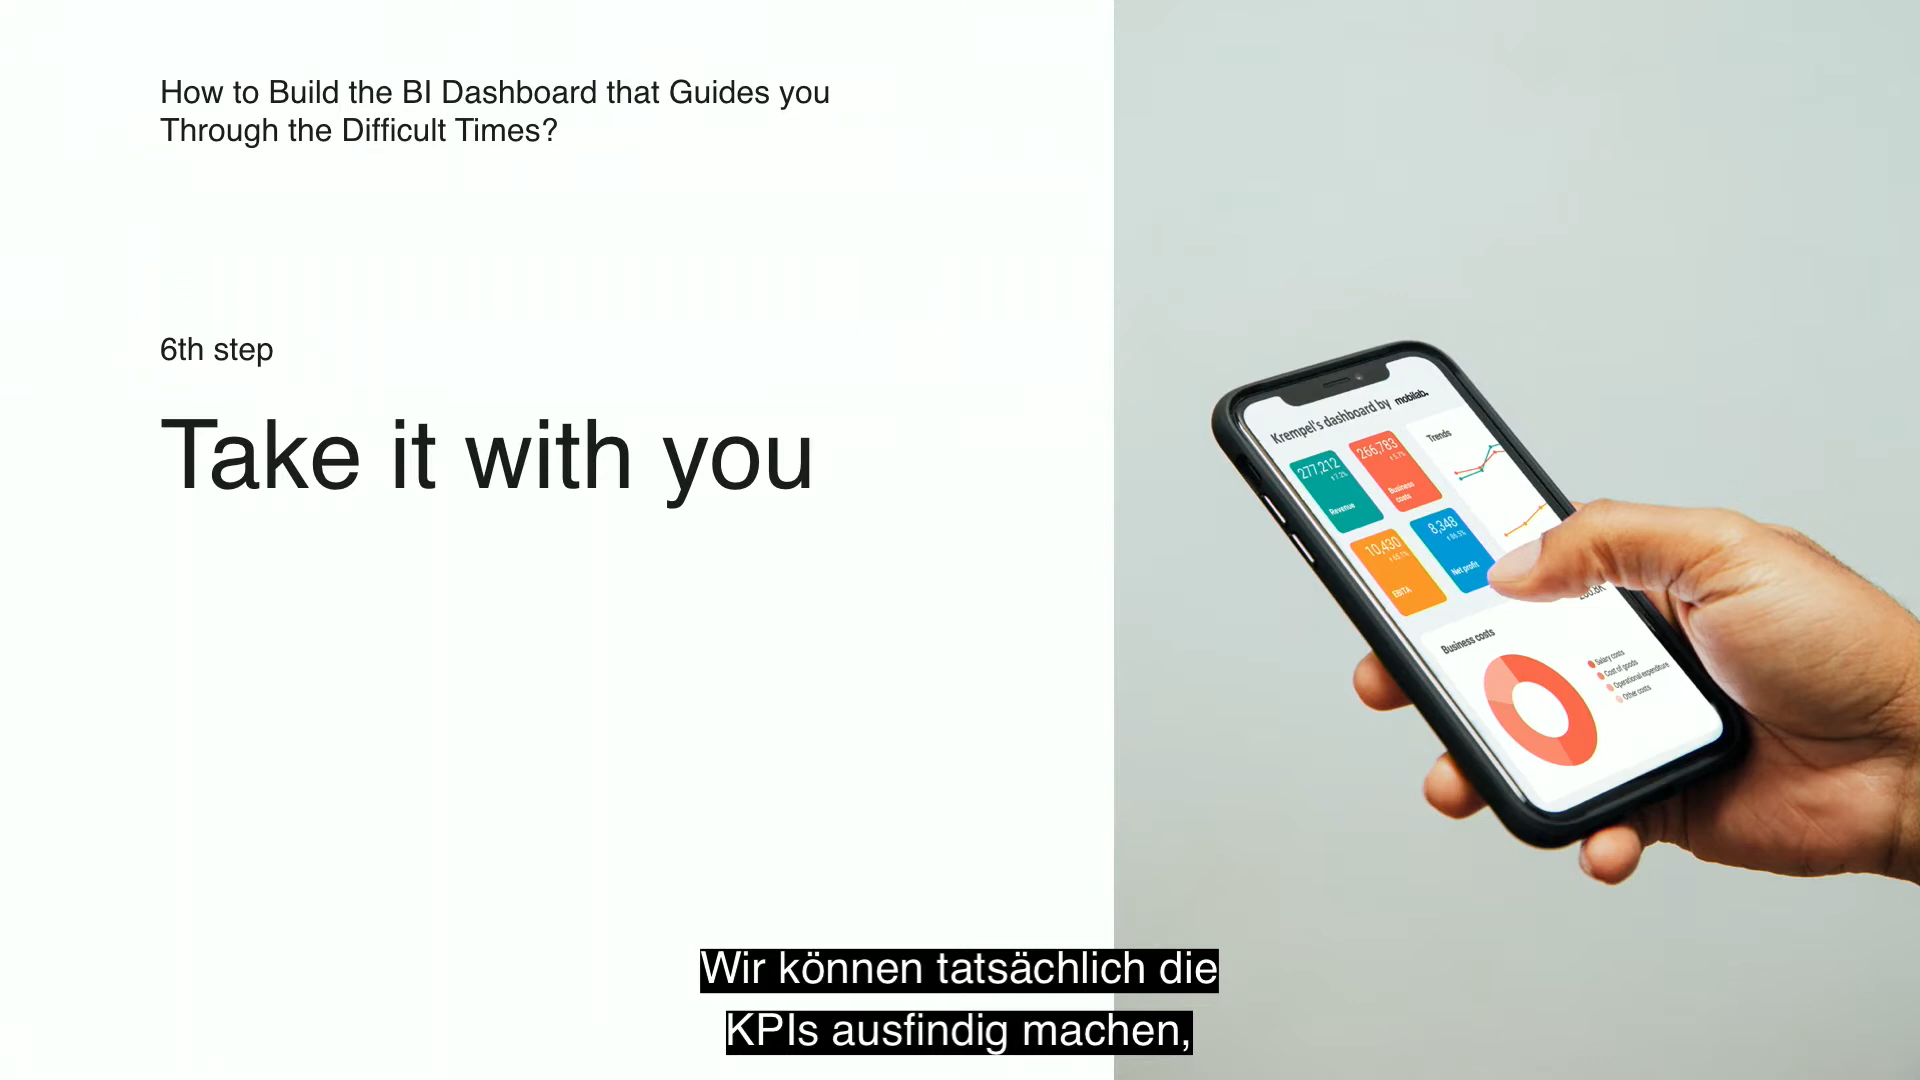 How to Build the BI Dashboard that Guides you
Through the Difficult Times?
6th step
Take it with you
Krempel's dashboard by mobilab.
277,212
Revenue
266,783
Business
costs
Trends
10,430
EBITA
8,348
Net profit
Business costs
Salary costs
Cost of goods
Operational expenditure
Other costs
Wir können tatsächlich die
KPIs ausfindig machen,